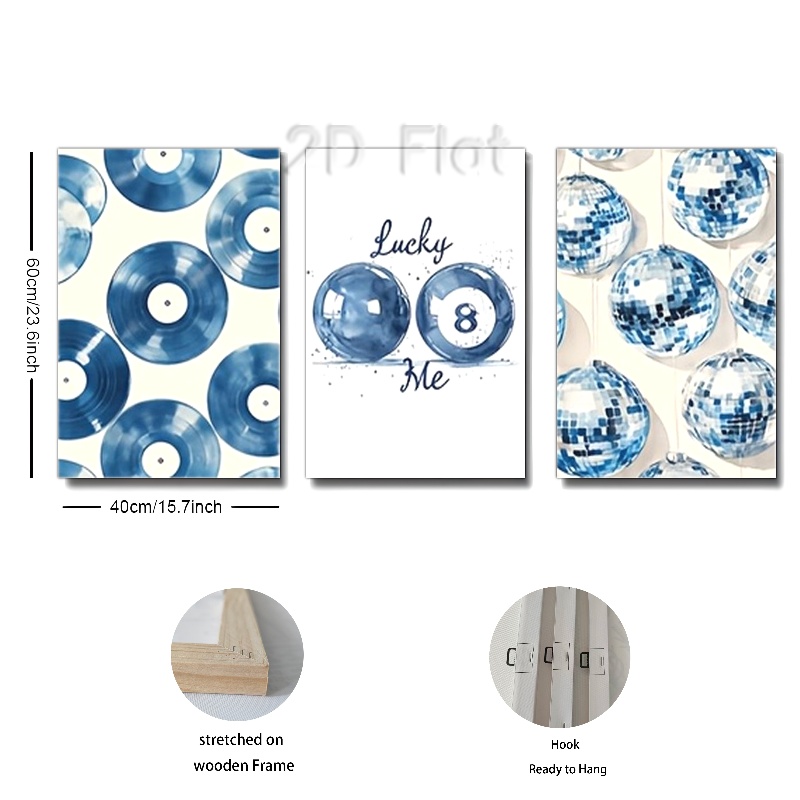 2D Flat
Lucky
8
Me
60cm/23.6inch
40cm/15.7inch
stretched on
wooden Frame
Hook
Ready to Hang